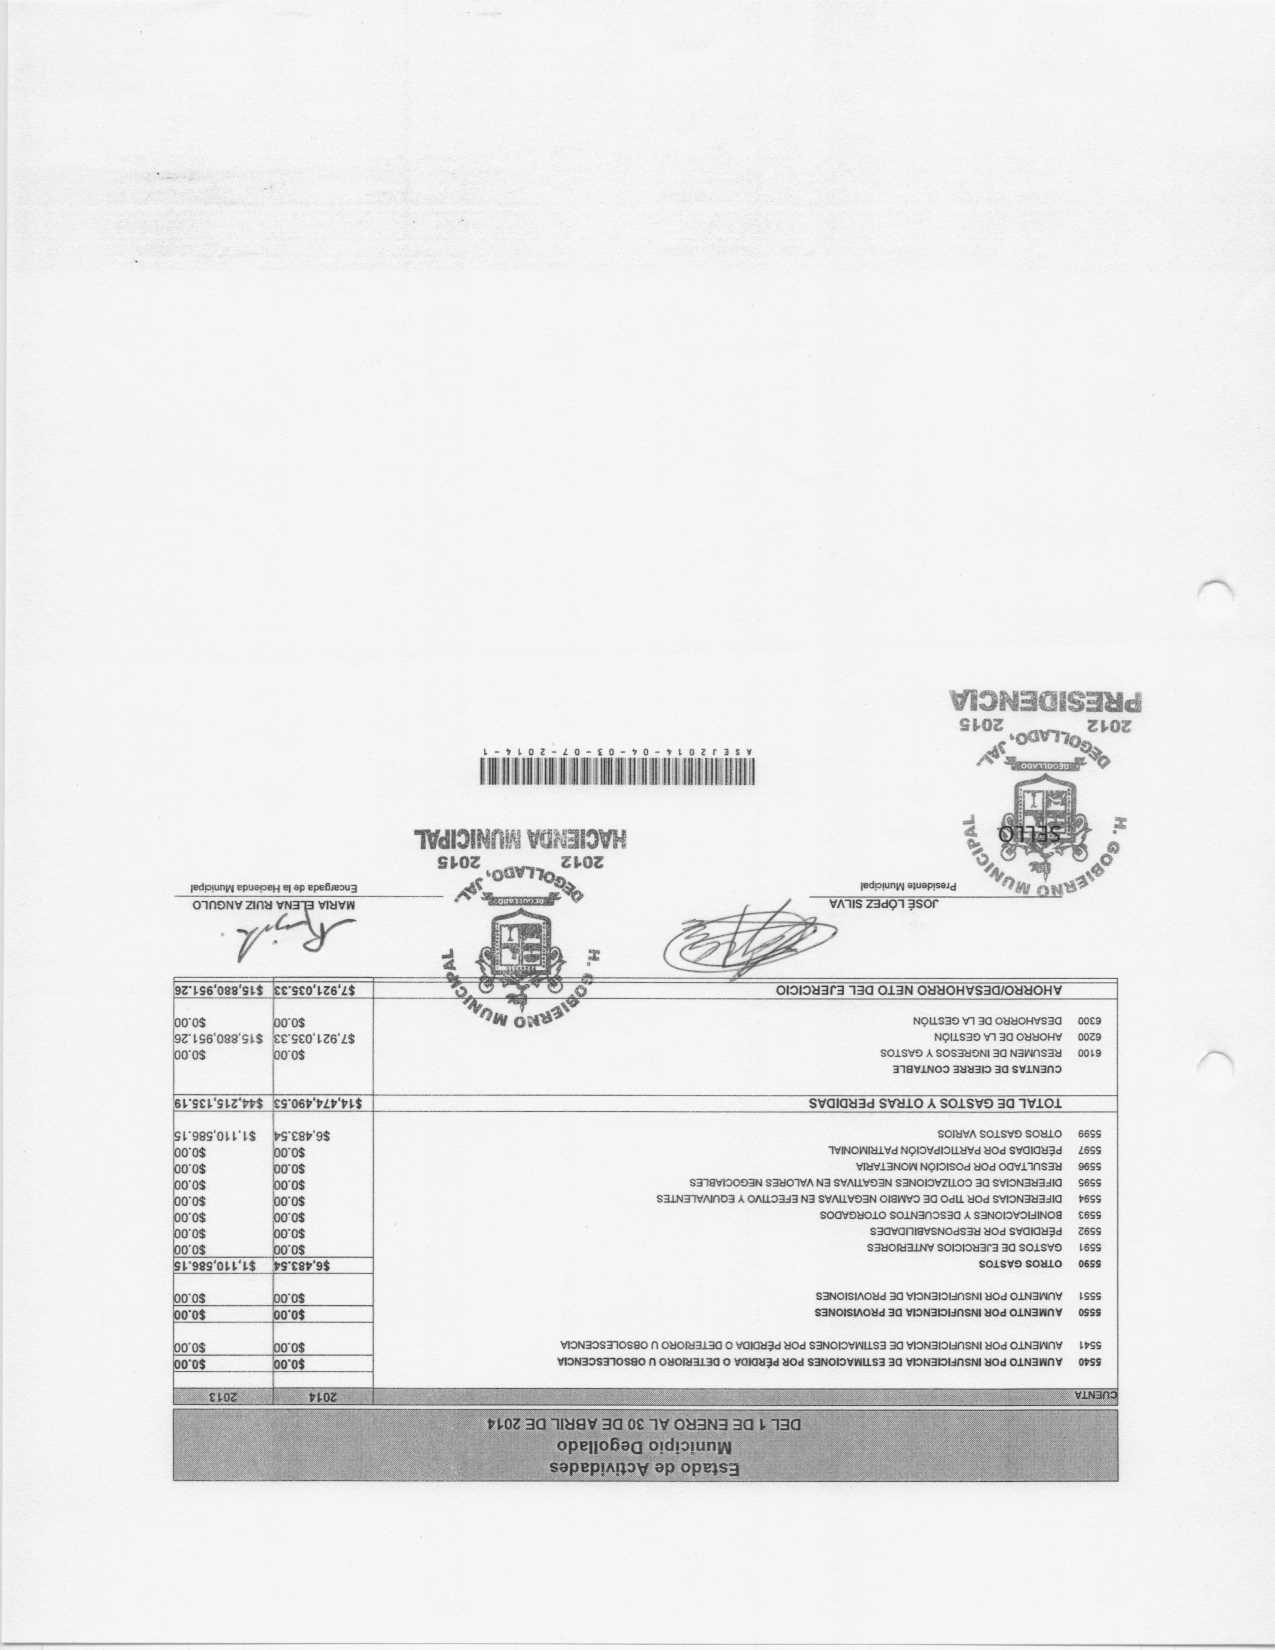 Estado de Actividades
Municipio Degollado
DEL 1 DE ENERO AL 30 DE ABRIL DE 2014
CUENTA 2014 2013
5540 AUMENTO POR INSUFICIENCIA DE ESTIMACIONES POR PÉRDIDA O DETERIORO U OBSOLESCENCIA $0.00 $0.00
5541 AUMENTO POR INSUFICIENCIA DE ESTIMACIONES POR PÉRDIDA O DETERIORO U OBSOLESCENCIA $0.00 $0.00
5550 AUMENTO POR INSUFICIENCIA DE PROVISIONES $0.00 $0.00
5551 AUMENTO POR INSUFICIENCIA DE PROVISIONES $0.00 $0.00
5590 OTROS GASTOS $6,483.54 $1,110,586.15
5591 GASTOS DE EJERCICIOS ANTERIORES $0.00 $0.00
5592 PÉRDIDAS POR RESPONSABILIDADES $0.00 $0.00
5593 BONIFICACIONES Y DESCUENTOS OTORGADOS $0.00 $0.00
5594 DIFERENCIAS POR TIPO DE CAMBIO NEGATIVAS EN EFECTIVO Y EQUIVALENTES $0.00 $0.00
5595 DIFERENCIAS DE COTIZACIONES NEGATIVAS EN VALORES NEGOCIABLES $0.00 $0.00
5596 RESULTADO POR POSICIÓN MONETARIA $0.00 $0.00
5597 PÉRDIDAS POR PARTICIPACIÓN PATRIMONIAL $0.00 $0.00
5599 OTROS GASTOS VARIOS $6,483.54 $1,110,586.15
TOTAL DE GASTOS Y OTRAS PERDIDAS $14,474,490.53 $44,215,135.19
CUENTAS DE CIERRE CONTABLE
6100 RESUMEN DE INGRESOS Y GASTOS $0.00 $0.00
6200 AHORRO DE LA GESTIÓN $7,921,035.33 $15,880,951.26
6300 DESAHORRO DE LA GESTIÓN $0.00 $0.00
AHORRO/DESAHORRO NETO DEL EJERCICIO $7,921,035.33 $15,880,951.26
JOSÉ LÓPEZ SILVA
Presidente Municipal
MARIA ELENA RUIZ ANGULO
Encargada de la Hacienda Municipal
H. GOBIERNO MUNICIPAL
SELLO
DEGOLLADO
DEGOLLADO, JAL.
2012 2015
PRESIDENCIA
H. GOBIERNO MUNICIPAL
DEGOLLADO
DEGOLLADO, JAL.
2012 2015
HACIENDA MUNICIPAL
ASEJ2014-04-03-07-2014-1